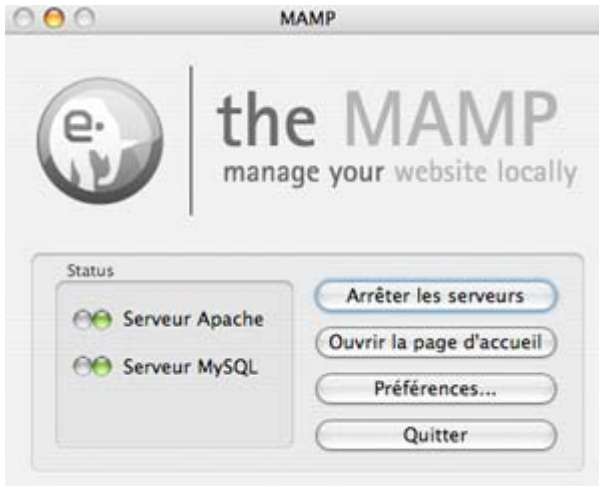 MAMP
e.
the MAMP
manage your website locally
Status
Serveur Apache
Serveur MySQL
Arrêter les serveurs
Ouvrir la page d'accueil
Préférences...
Quitter